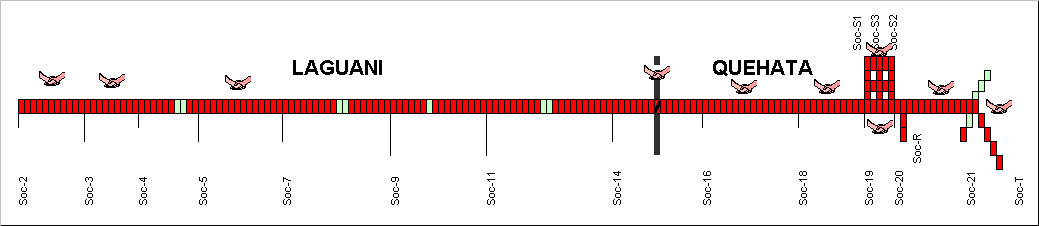 Soc-S1
Soc-S3
Soc-S2
LAGUANI
QUEHATA
Soc-R
Soc-2
Soc-3
Soc-4
Soc-5
Soc-7
Soc-9
Soc-11
Soc-14
Soc-16
Soc-18
Soc-19
Soc-20
Soc-21
Soc-T